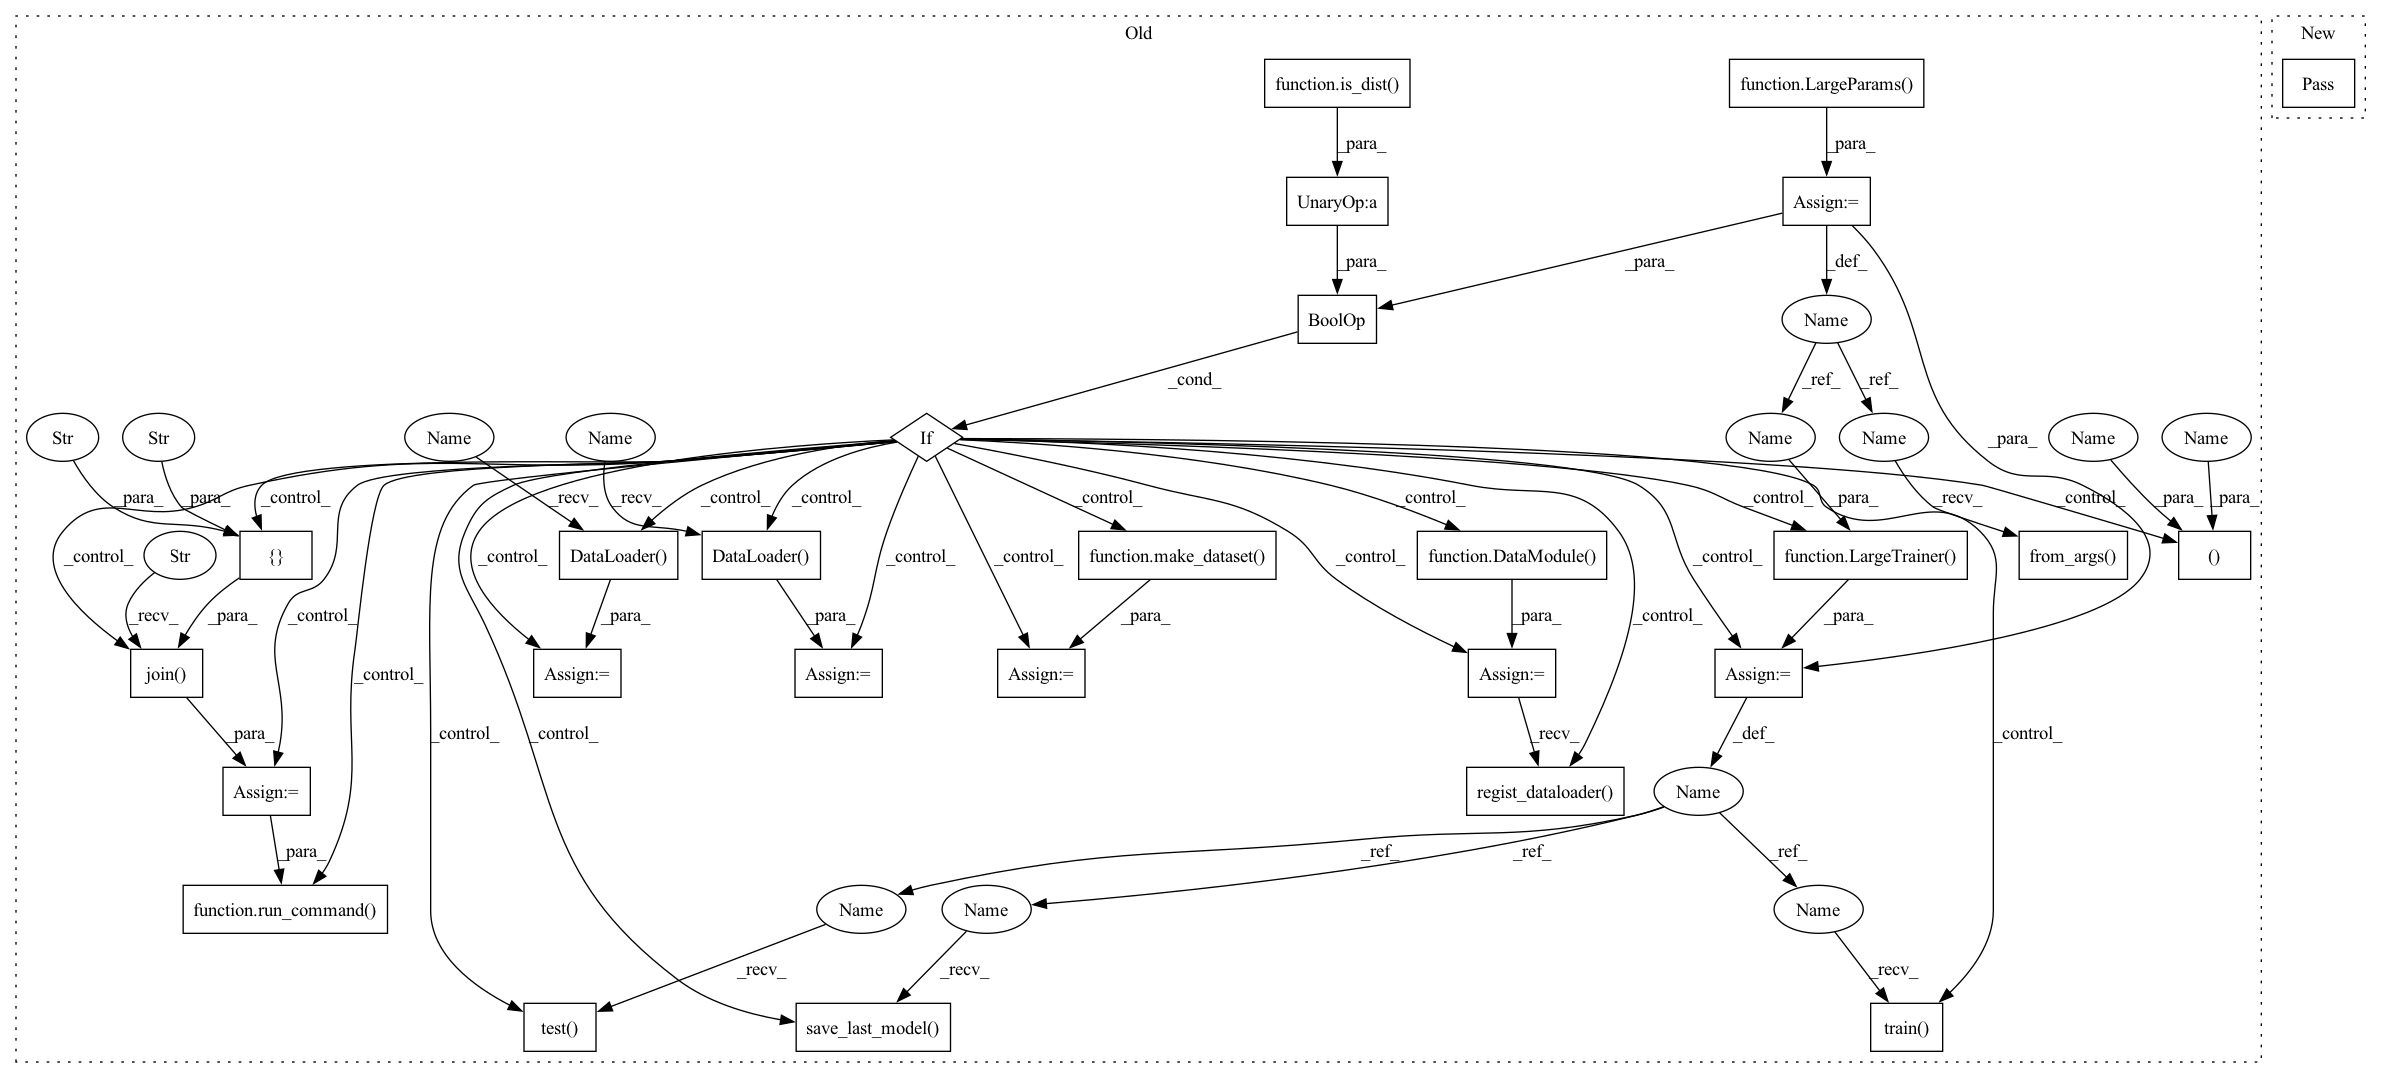 Old
New
function.is_dist()
function.LargeParams()
Pass
_para_
_para_
UnaryOp:a
Assign:=
_para_
_para_
_def_
BoolOp
Name
_cond_
_ref_
_ref_
_para_
Str
Str
Name
Name
If
Name
Name
Name
Name
_para_
_para_
_control_
_recv_
_control_
_recv_
_control_
_control_
_control_
_control_
_para_
_recv_
_control_
_para_
_para_
{}
DataLoader()
DataLoader()
function.make_dataset()
function.DataModule()
function.LargeTrainer()
from_args()
()
_control_
Str
_control_
_control_
_control_
_control_
_control_
_recv_
_para_
_control_
_para_
_para_
_para_
_para_
_control_
_para_
join()
Assign:=
Assign:=
Assign:=
Assign:=
Assign:=
_control_
_para_
_control_
_control_
_recv_
_def_
_control_
Assign:=
regist_dataloader()
Name
_para_
_ref_
_ref_
_ref_
function.run_command()
Name
Name
Name
_recv_
_recv_
_recv_
test()
save_last_model()
train()